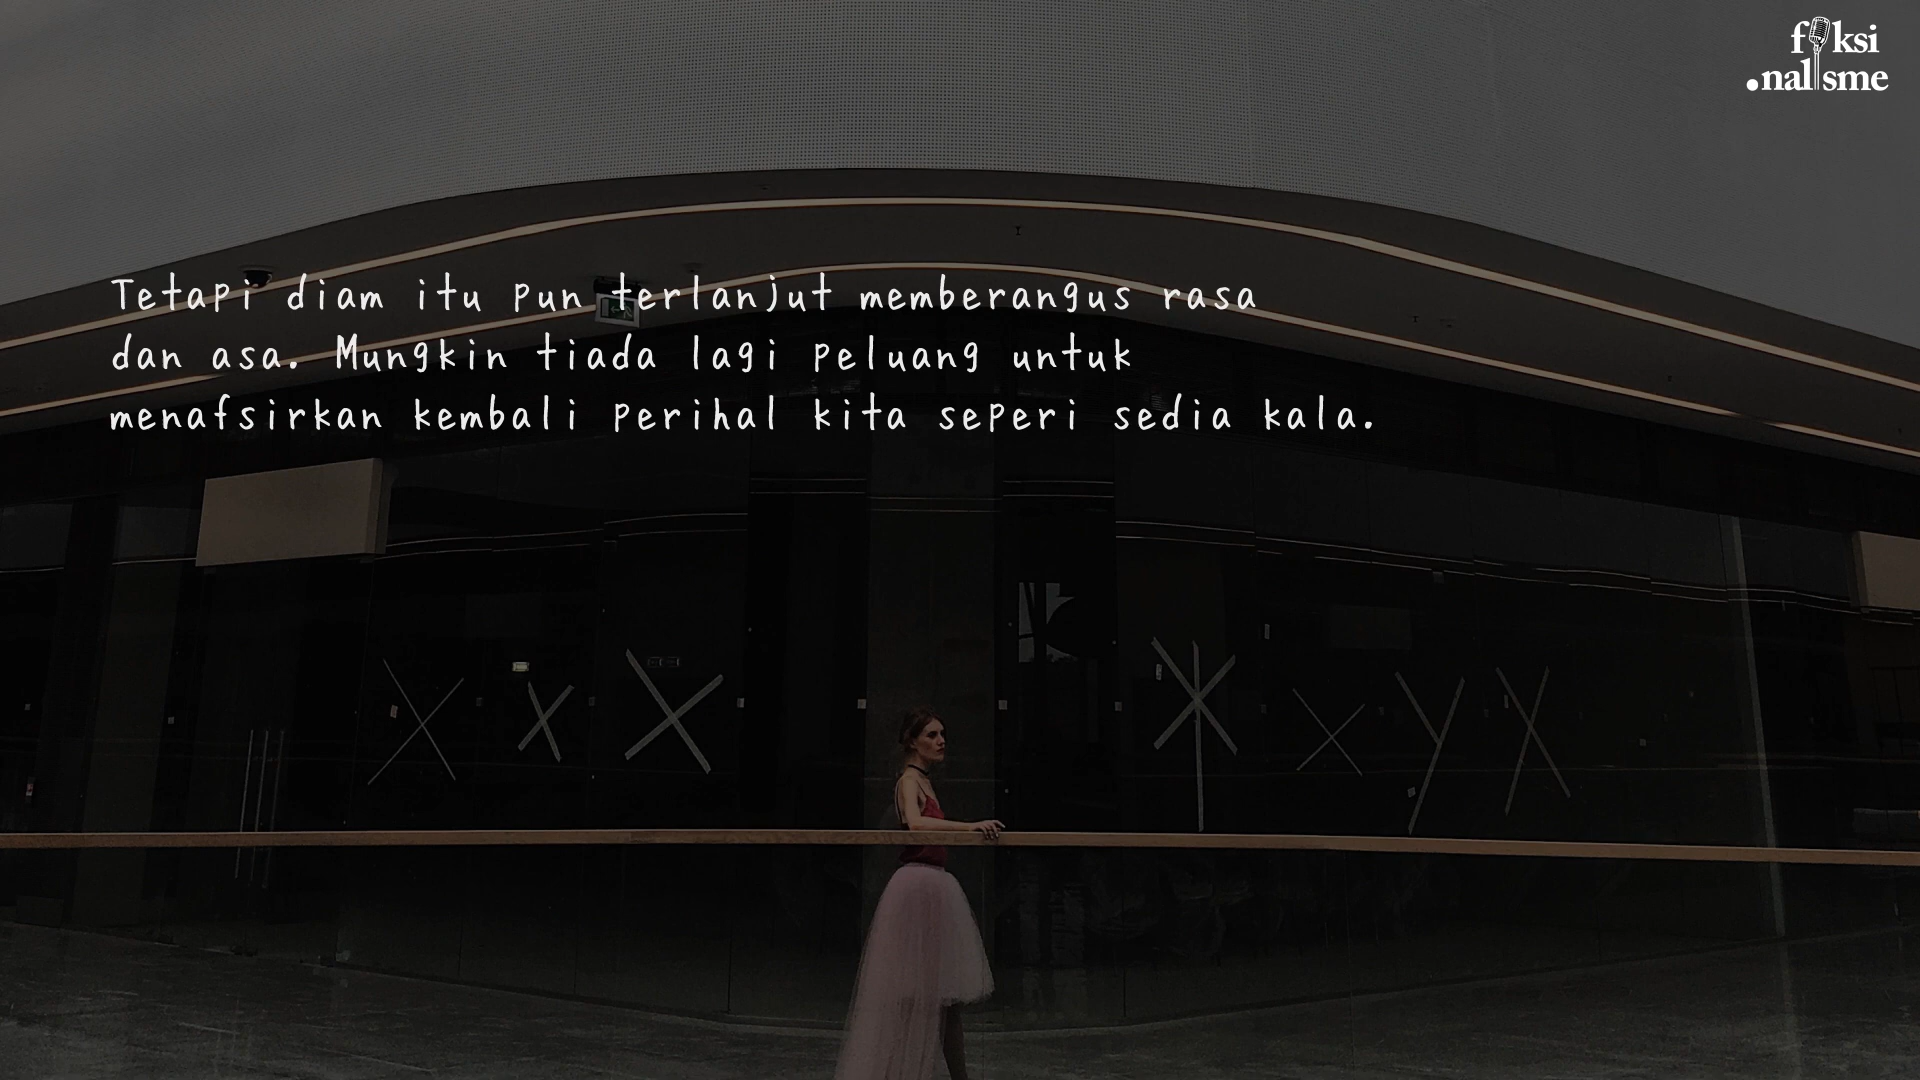 fiksi
.nalisme
Tetapi diam itu pun terlanjut memberangus rasa
dan asa. Mungkin tiada lagi peluang untuk
menafsirkan kembali perihal kita seperi sedia kala.